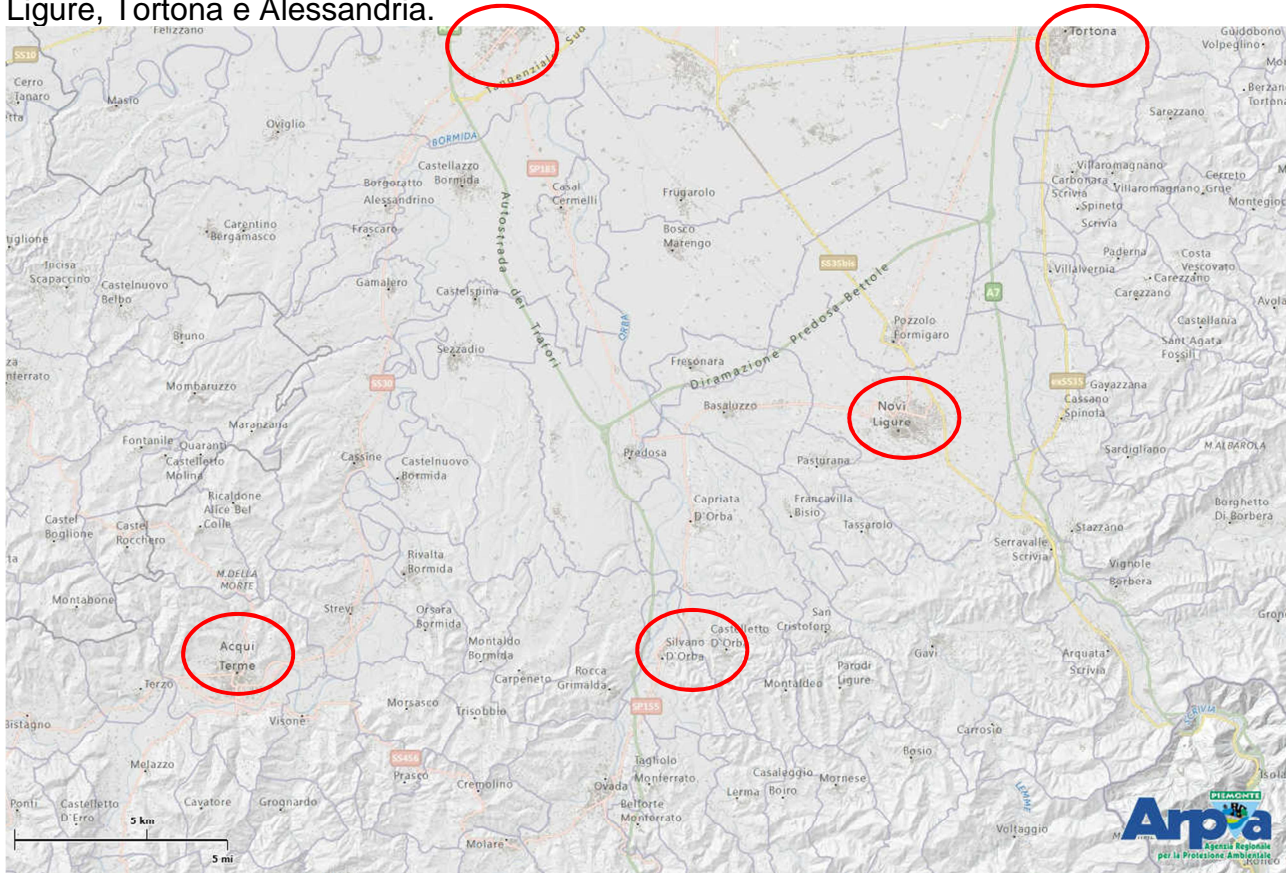 Ligure, Tortona e Alessandria.
Felizzano
Tortona
Guidobono
Volpeglino
SS10
Tangenziale Suo
Cerro
Tanaro
Masio
Berzan
Tortona
Sarezzano
Oviglio
BORMIDA
Castellazzo
Bormida
SP185
Casal
Cermelli
Borgoratto
Alessandrino
Frugarolo
Villaromagnano
Carbonara
Scrivia
Villaromagnano
Cerreto
Grue
Spineto
Scrivia
Montegioc
Carentino
Bergamasco
Frascaro
Autostrada dei Trafori
Bosco
Marengo
Incisa
Scapaccino
Castelnuovo
Belbo
Gamalero
Castelspina
SS35bis
Villalvernia
Paderna
Costa
Vescovato
Carezzano
Carezzano
A7
Avola
Castellania
Bruno
Sezzadio
ORBA
Pozzolo
Formigaro
Sant'Agata
Fossili
Fresonara
Diramazione Predosa-Bettole
SS30
Mombaruzzo
Basaluzzo
Novi
Ligure
exSS35
Gavazzana
Cassano
Spinola
Maranzana
Fontanile
Quaranti
Castelletto
Molina
Cassine
Castelnuovo
Bormida
Predosa
Pasturana
Sardigliano
M.ALBAROLA
Ricaldone
Alice Bel
Colle
Capriata
D'Orba
Francavilla
Bisio
Tassarolo
Borghetto
Di Borbera
Castel
Boglione
Castel
Rocchero
Stazzano
Serravalle
Scrivia
Rivalta
Bormida
M.DELLA
MORTE
Vignole
Borbera
Montabone
Strevi
Orsara
Bormida
San
Cristoforo
Acqui
Terme
Montaldo
Bormida
Silvano
D'Orba
Castelletto
D'Orba
Gavi
Arquata
Scrivia
Terzo
Carpeneto
Rocca
Grimalda
Montaldeo
Parodi
Ligure
Morsasco
Trisobbio
SP155
SCRIVIA
Bistagno
Visone
Carrosio
Melazzo
SS456
Prasco
Cremolino
Tagliolo
Monferrato
Bosio
Ovada
Casaleggio
Boiro
Lerma
Mornese
Isola
Ponti
Castelletto
D'Erro
Cavatore
Grognardo
Belforte
Monferrato
LEMME
5 km
5 mi
Molare
Voltaggio
PIEMONTE
Arpa
Agenzia Regionale
per la Protezione Ambientale